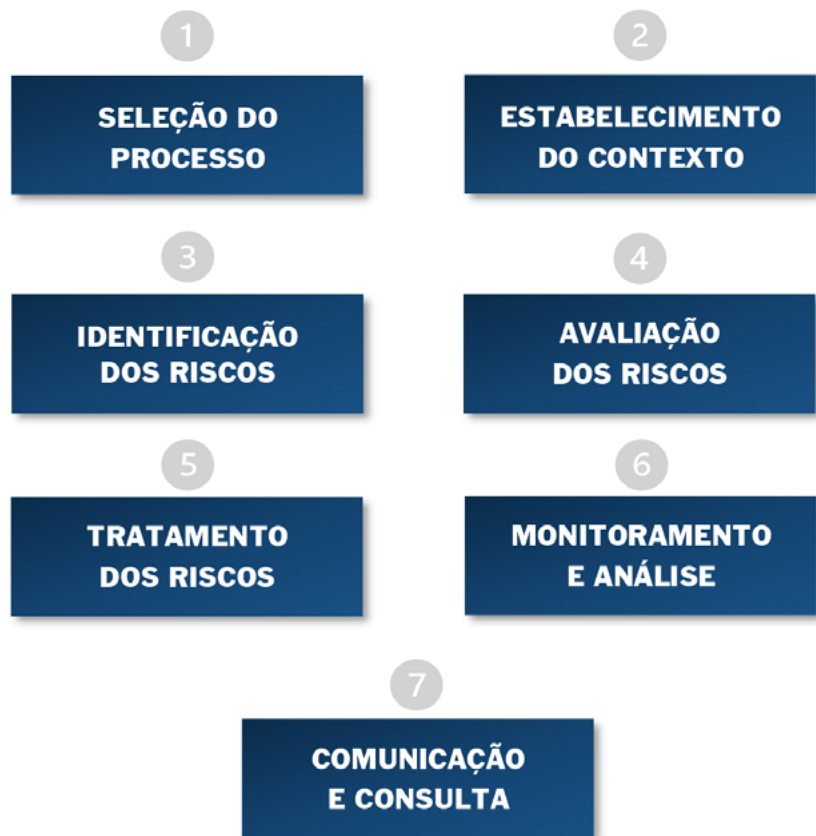 1
SELEÇÃO DO
PROCESSO
2
ESTABELECIMENTO
DO CONTEXTO
3
IDENTIFICAÇÃO
DOS RISCOS
4
AVALIAÇÃO
DOS RISCOS
5
TRATAMENTO
DOS RISCOS
6
MONITORAMENTO
E ANÁLISE
7
COMUNICAÇÃO
E CONSULTA